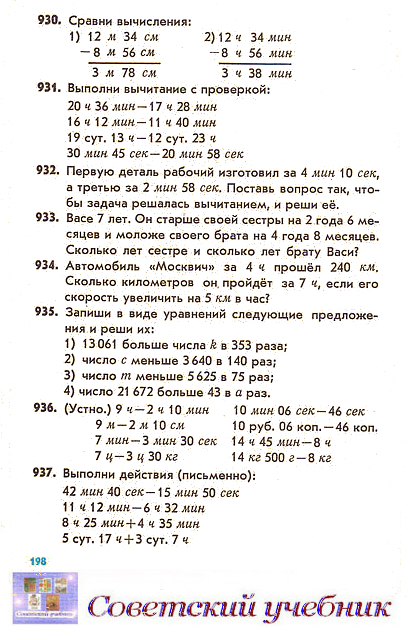 930. Сравни вычисления:
1) 12 м 34 см 2) 12 ч 34 мин
– 8 м 56 см – 8 ч 56 мин
3 м 78 см 3 ч 38 мин
931. Выполни вычитание с проверкой:
20 ч 36 мин—17 ч 28 мин
16 ч 12 мин—11 ч 40 мин
19 сут. 13 ч—12 сут. 23 ч
30 мин 45 сек—20 мин 58 сек
932. Первую деталь рабочий изготовил за 4 мин 10 сек,
а третью за 2 мин 58 сек. Поставь вопрос так, что-
бы задача решалась вычитанием, и реши её.
933. Васе 7 лет. Он старше своей сестры на 2 года 6 ме-
сяцев и моложе своего брата на 4 года 8 месяцев.
Сколько лет сестре и сколько лет брату Васи?
934. Автомобиль «Москвич» за 4 ч прошёл 240 км.
Сколько километров он пройдёт за 7 ч, если его
скорость увеличить на 5 км в час?
935. Запиши в виде уравнений следующие предложе-
ния и реши их:
1) 13 061 больше числа k в 353 раза;
2) число c меньше 3 640 в 140 раз;
3) число m меньше 5 625 в 75 раз;
4) число 21 672 больше 43 в a раз.
936. (Устно.) 9 ч—2 ч 10 мин 10 мин 06 сек—46 сек
9 м—2 м 10 см 10 руб. 06 коп.—46 коп.
7 мин—3 мин 30 сек 14 ч 45 мин—8 ч
7 ц—3 ц 30 кг 14 кг 500 г—8 кг
937. Выполни действия (письменно):
42 мин 40 сек—15 мин 50 сек
11 ч 12 мин—6 ч 32 мин
8 ч 25 мин+4 ч 35 мин
5 сут. 17 ч+3 сут. 7 ч
198
Советский учебник